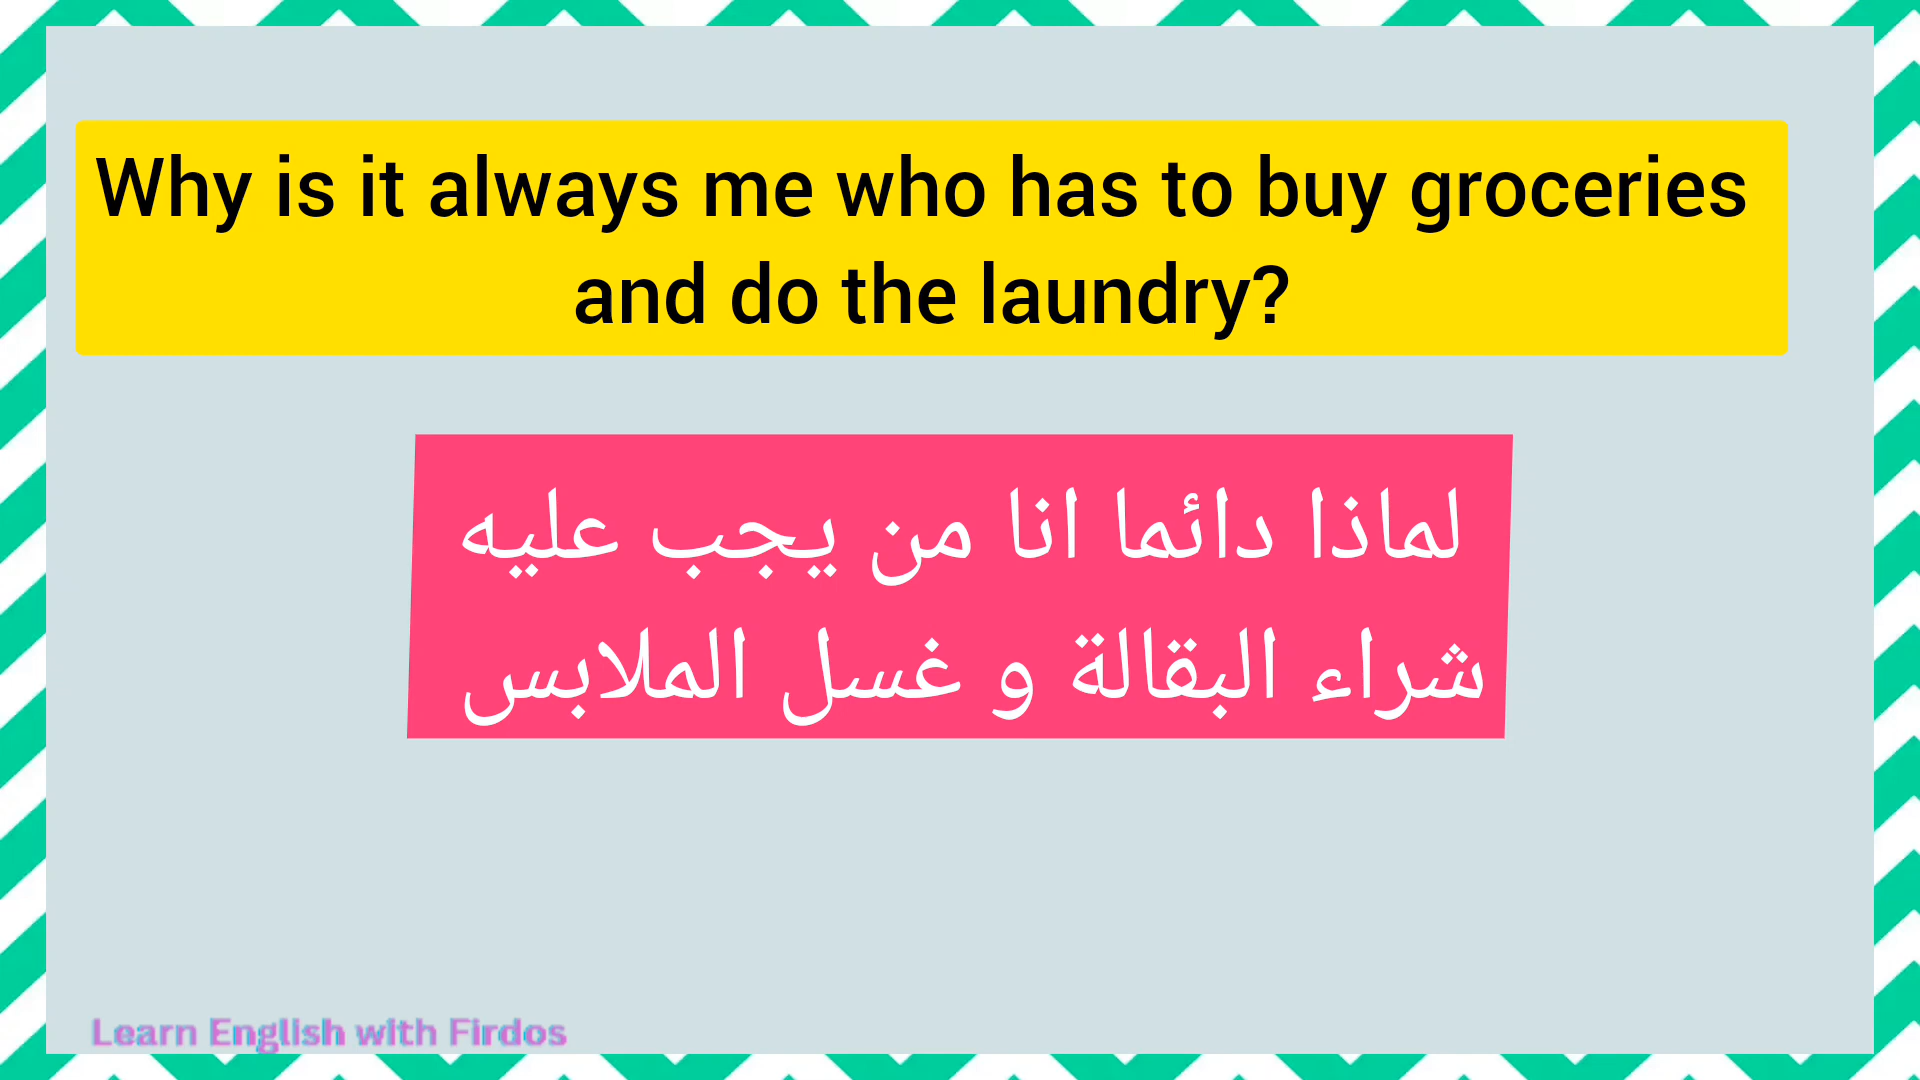 Why is it always me who has to buy groceries
and do the laundry?
لماذا دائما انا من يجب عليه
شراء البقالة و غسل الملابس
Learn English with Firdos